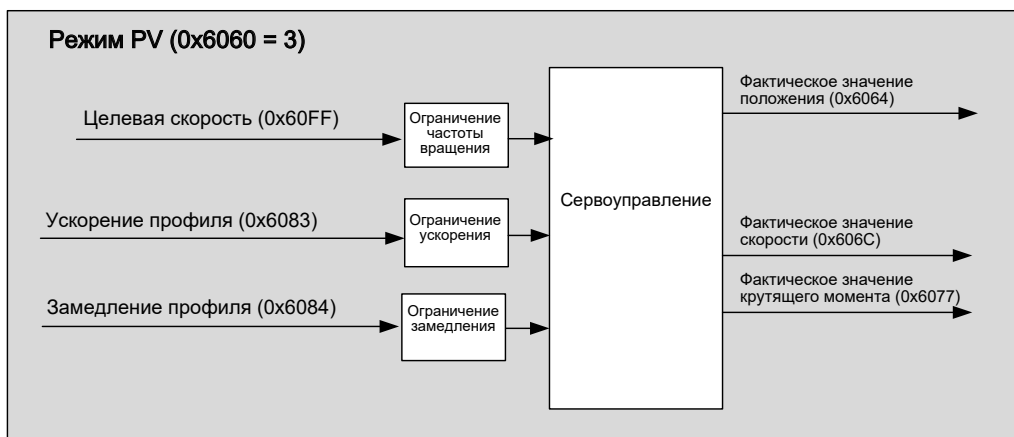 Режим PV (0x6060 = 3)
Целевая скорость (0x60FF)
Ограничение
частоты
вращения
Ускорение профиля (0x6083)
Ограничение
ускорения
Замедление профиля (0x6084)
Ограничение
замедления
Сервоуправление
Фактическое значение
положения (0x6064)
Фактическое значение
скорости (0x606C)
Фактическое значение
крутящего момента (0x6077)